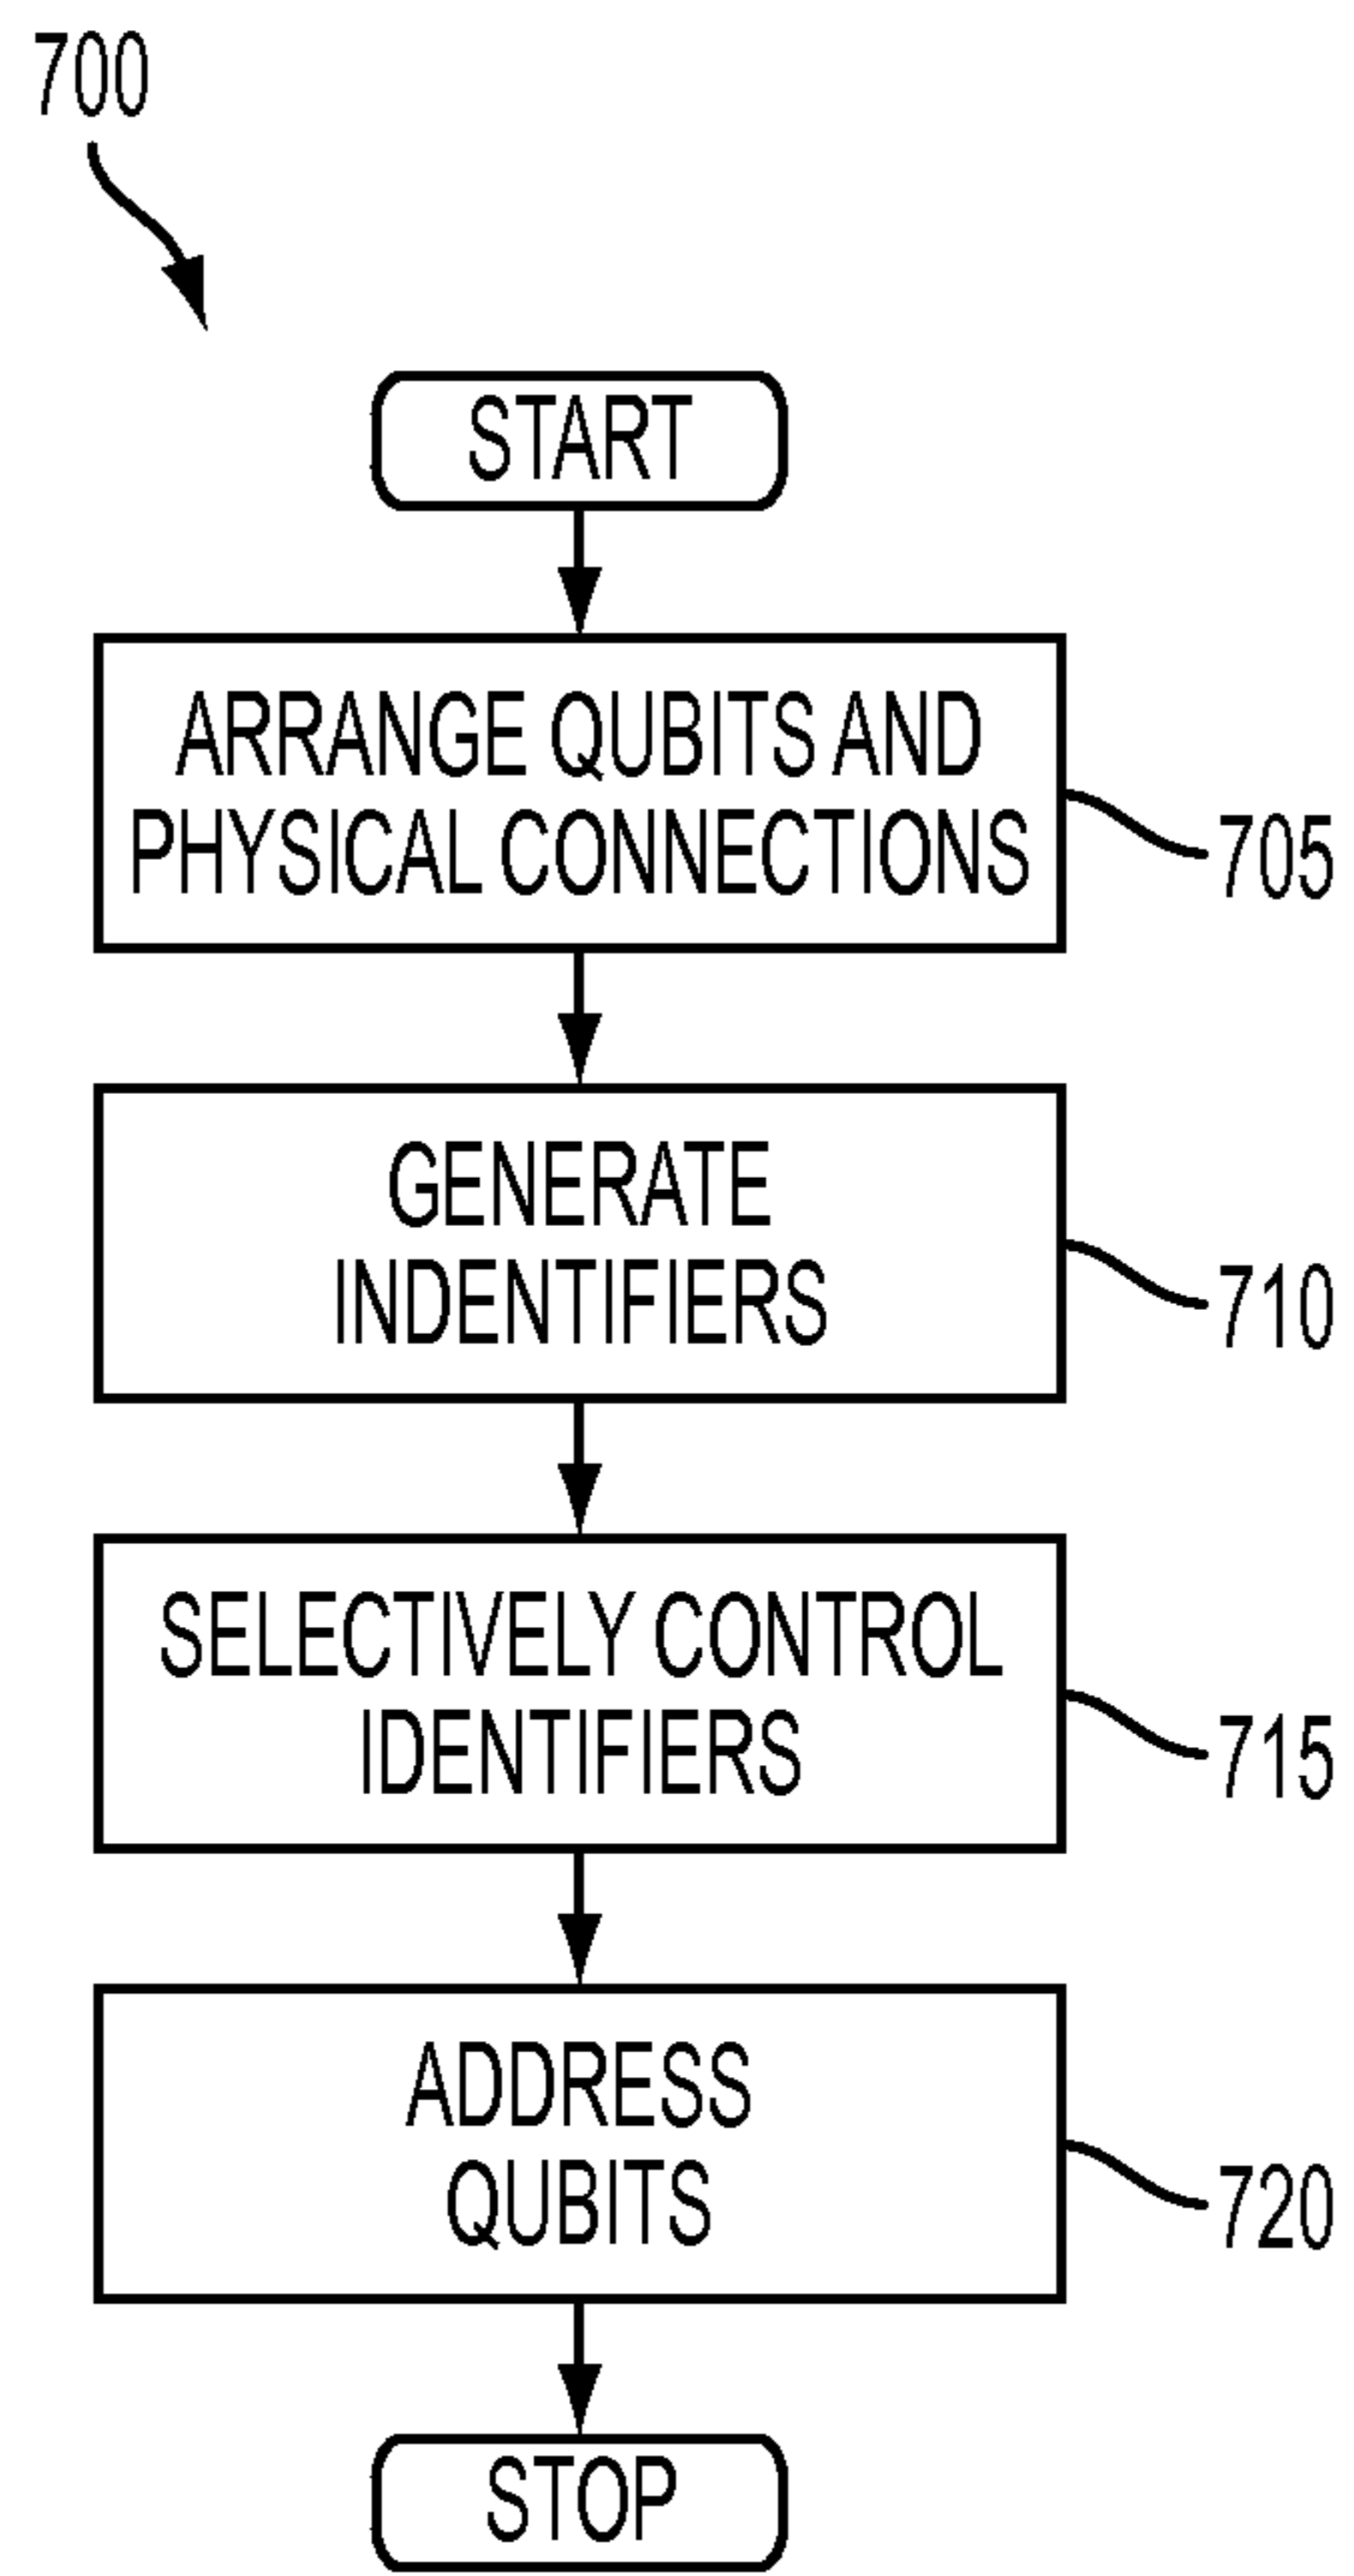 700
START
ARRANGE QUBITS AND
PHYSICAL CONNECTIONS
705
GENERATE
INDENTIFIERS
710
SELECTIVELY CONTROL
IDENTIFIERS
715
ADDRESS
QUBITS
720
STOP